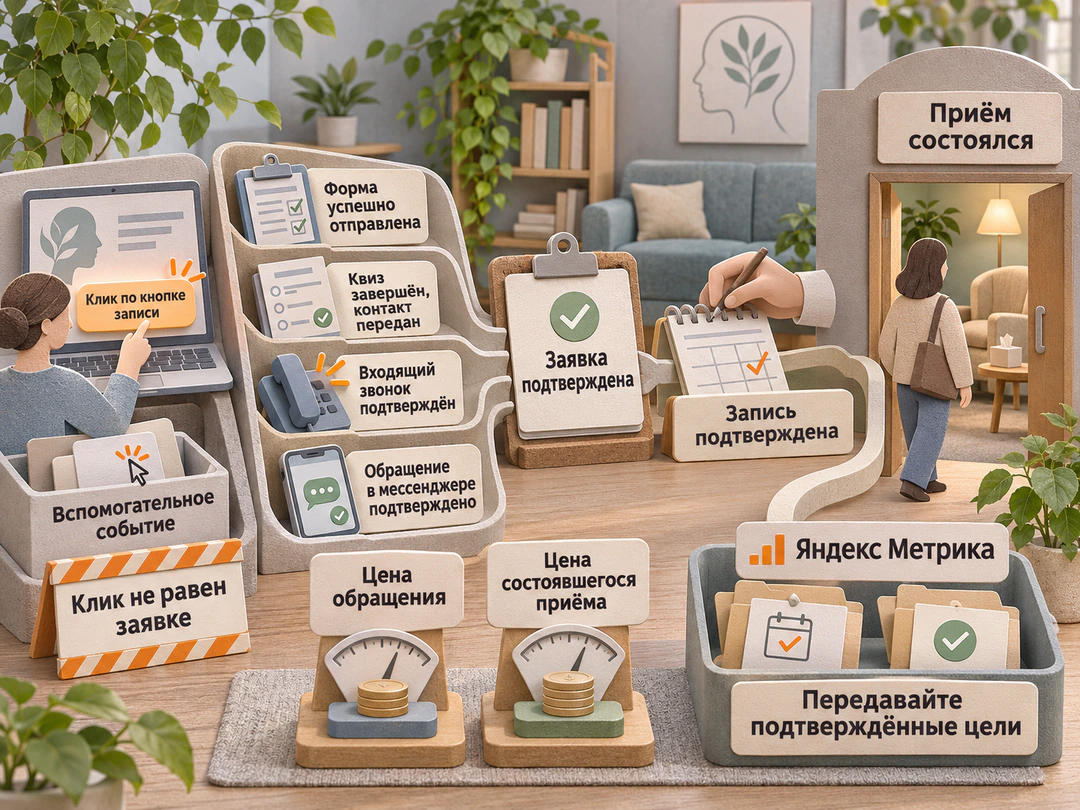 Приём
состоялся
Форма
успешно
отправлена
Клик по кнопке
записи
Квиз
завершён,
контакт
передан
Входящий
звонок
подтверждён
Обращение
в мессенджере
подтверждено
Заявка
подтверждена
Запись
подтверждена
Вспомогательное
событие
Клик не равен
заявке
Цена
обращения
Цена
состоявшегося
приёма
Яндекс Метрика
Передавайте
подтверждённые цели